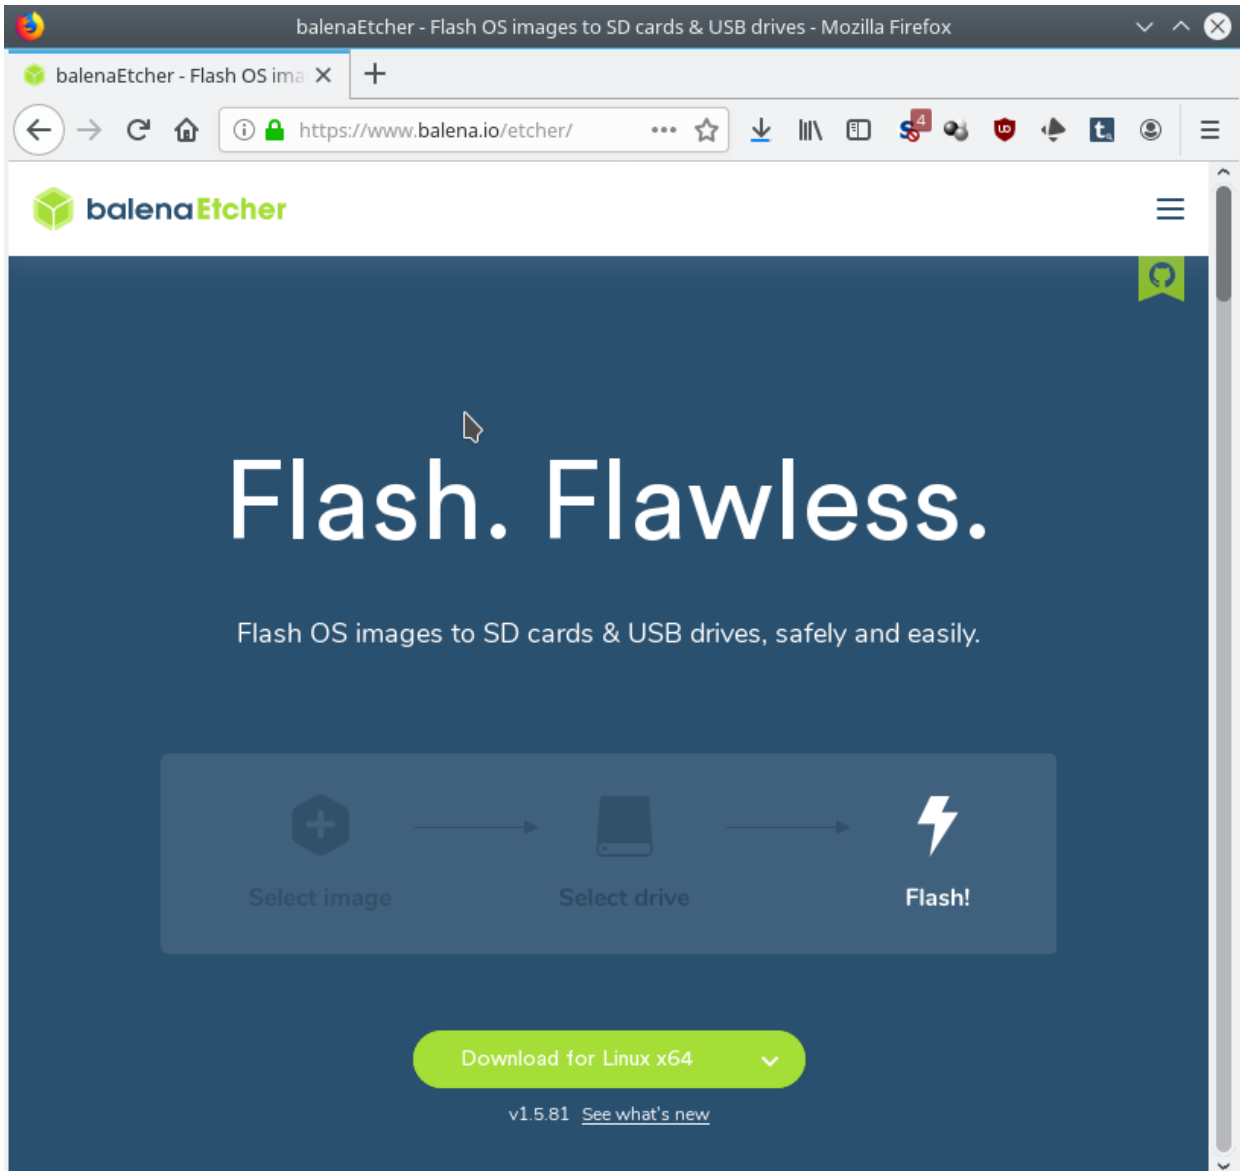 balenaEtcher - Flash OS images to SD cards & USB drives - Mozilla Firefox
balenaEtcher - Flash OS ima
https://www.balena.io/etcher/
4
t.
balenaEtcher
Flash. Flawless.
Flash OS images to SD cards & USB drives, safely and easily.
Select image
Select drive
Flash!
Download for Linux x64
v1.5.81 See what's new